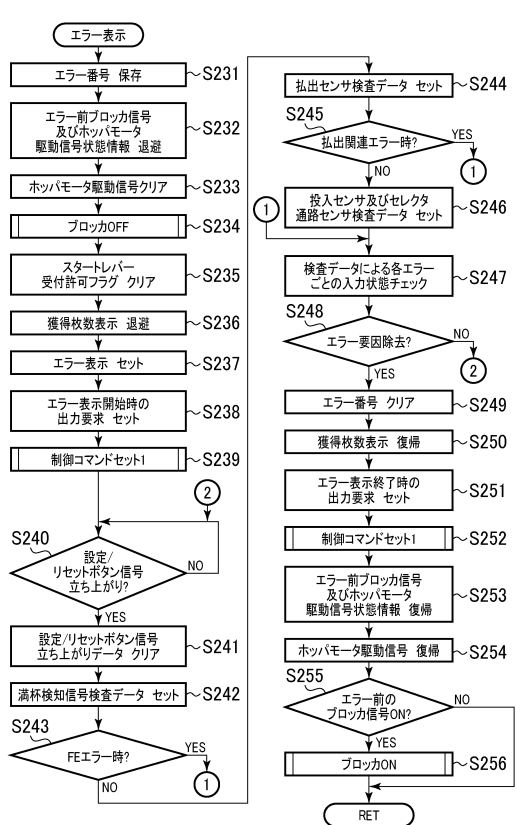 エラー表示
エラー番号 保存
S231
エラー前ブロッカ信号
及びホッパモータ
駆動信号状態情報 退避
S232
ホッパモータ駆動信号クリア
S233
ブロッカOFF
S234
スタートレバー
受付許可フラグ クリア
S235
獲得枚数表示 退避
S236
エラー表示 セット
S237
エラー表示開始時の
出力要求 セット
S238
制御コマンドセット1
S239
2
S240
設定/
リセットボタン信号
立ち上がり?
NO
YES
設定/リセットボタン信号
立ち上がりデータ クリア
S241
満杯検知信号検査データ セット
S242
S243
FEエラー時?
YES
1
NO
払出センサ検査データ セット
S244
S245
払出関連エラー時?
YES
1
NO
投入センサ及びセレクタ
通路センサ検査データ セット
S246
1
検査データによる各エラー
ごとの入力状態チェック
S247
S248
エラー要因除去?
NO
2
YES
エラー番号 クリア
S249
獲得枚数表示 復帰
S250
エラー表示終了時の
出力要求 セット
S251
制御コマンドセット1
S252
エラー前ブロッカ信号
及びホッパモータ
駆動信号状態情報 復帰
S253
ホッパモータ駆動信号 復帰
S254
S255
エラー前の
ブロッカ信号ON?
NO
YES
ブロッカON
S256
RET